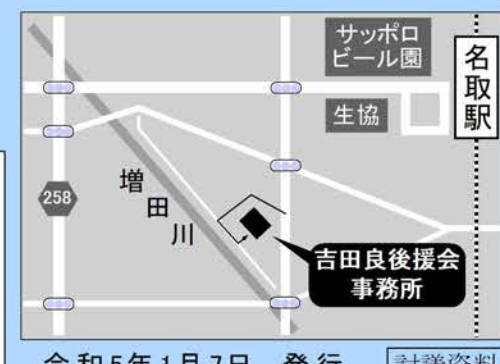 サッポロ
ビール園
名取駅
生協
258
増田川
吉田良後援会
事務所
令和5年1月7日 発行
討議資料